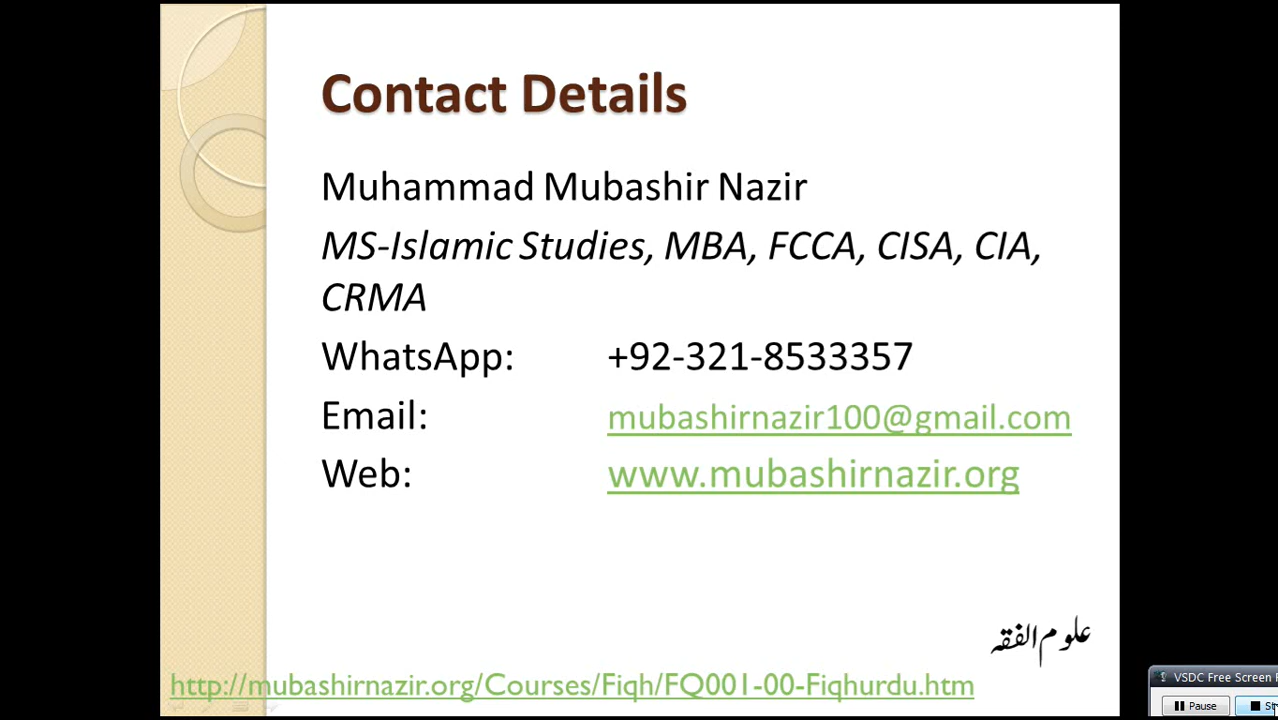 Contact Details
Muhammad Mubashir Nazir
MS-Islamic Studies, MBA, FCCA, CISA, CIA,
CRMA
WhatsApp: +92-321-8533357
Email: mubashirnazir100@gmail.com
Web: www.mubashirnazir.org
علوم الفقہ
http://mubashirnazir.org/Courses/Fiqh/FQ001-00-Fiqhurdu.htm
VSDC Free Screen
Pause